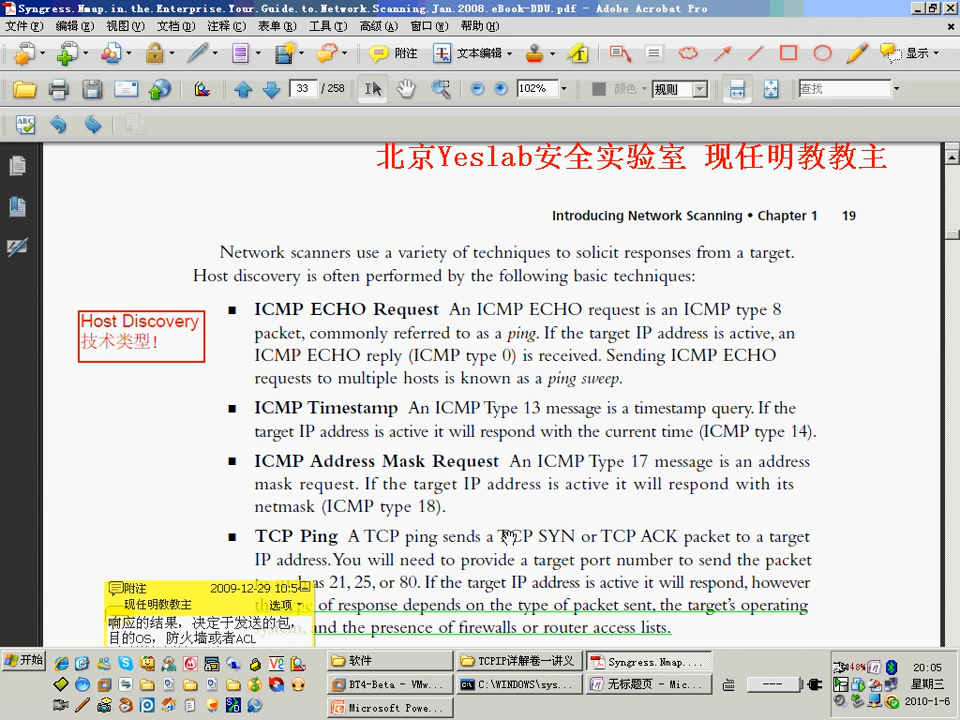 Syngress.Nmap.in.the.Enterprise.Your.Guide.to.Network.Scanning.Jan.2008.eBook-DDU.pdf - Adobe Acrobat Pro
文件(F) 编辑(E) 视图(V) 文档(D) 注释(C) 表单(R) 工具(T) 高级(A) 窗口(W) 帮助(H)
附注 文本编辑 显示
33 / 258 102% 颜色 规则 查找
北京Yeslab安全实验室 现任明教教主
Introducing Network Scanning • Chapter 1 19
Network scanners use a variety of techniques to solicit responses from a target.
Host discovery is often performed by the following basic techniques:
Host Discovery
技术类型!
■ ICMP ECHO Request An ICMP ECHO request is an ICMP type 8
packet, commonly referred to as a ping. If the target IP address is active, an
ICMP ECHO reply (ICMP type 0) is received. Sending ICMP ECHO
requests to multiple hosts is known as a ping sweep.
■ ICMP Timestamp An ICMP Type 13 message is a timestamp query. If the
target IP address is active it will respond with the current time (ICMP type 14).
■ ICMP Address Mask Request An ICMP Type 17 message is an address
mask request. If the target IP address is active it will respond with its
netmask (ICMP type 18).
■ TCP Ping A TCP ping sends a TCP SYN or TCP ACK packet to a target
IP address. You will need to provide a target port number to send the packet
as 21, 25, or 80. If the target IP address is active it will respond, however
of response depends on the type of packet sent, the target's operating
and the presence of firewalls or router access lists.
附注 2009-12-29 10:54
现任明教教主 选项
响应的结果，决定于发送的包，
目的OS，防火墙或者ACL
开始 软件 TCPIP详解卷一讲义 Syngress.Nmap....
BT4-Beta - VMw... C:\WINDOWS\sys... 无标题页 - Mic...
Microsoft Powe...
48%
20:05
星期三
2010-1-6